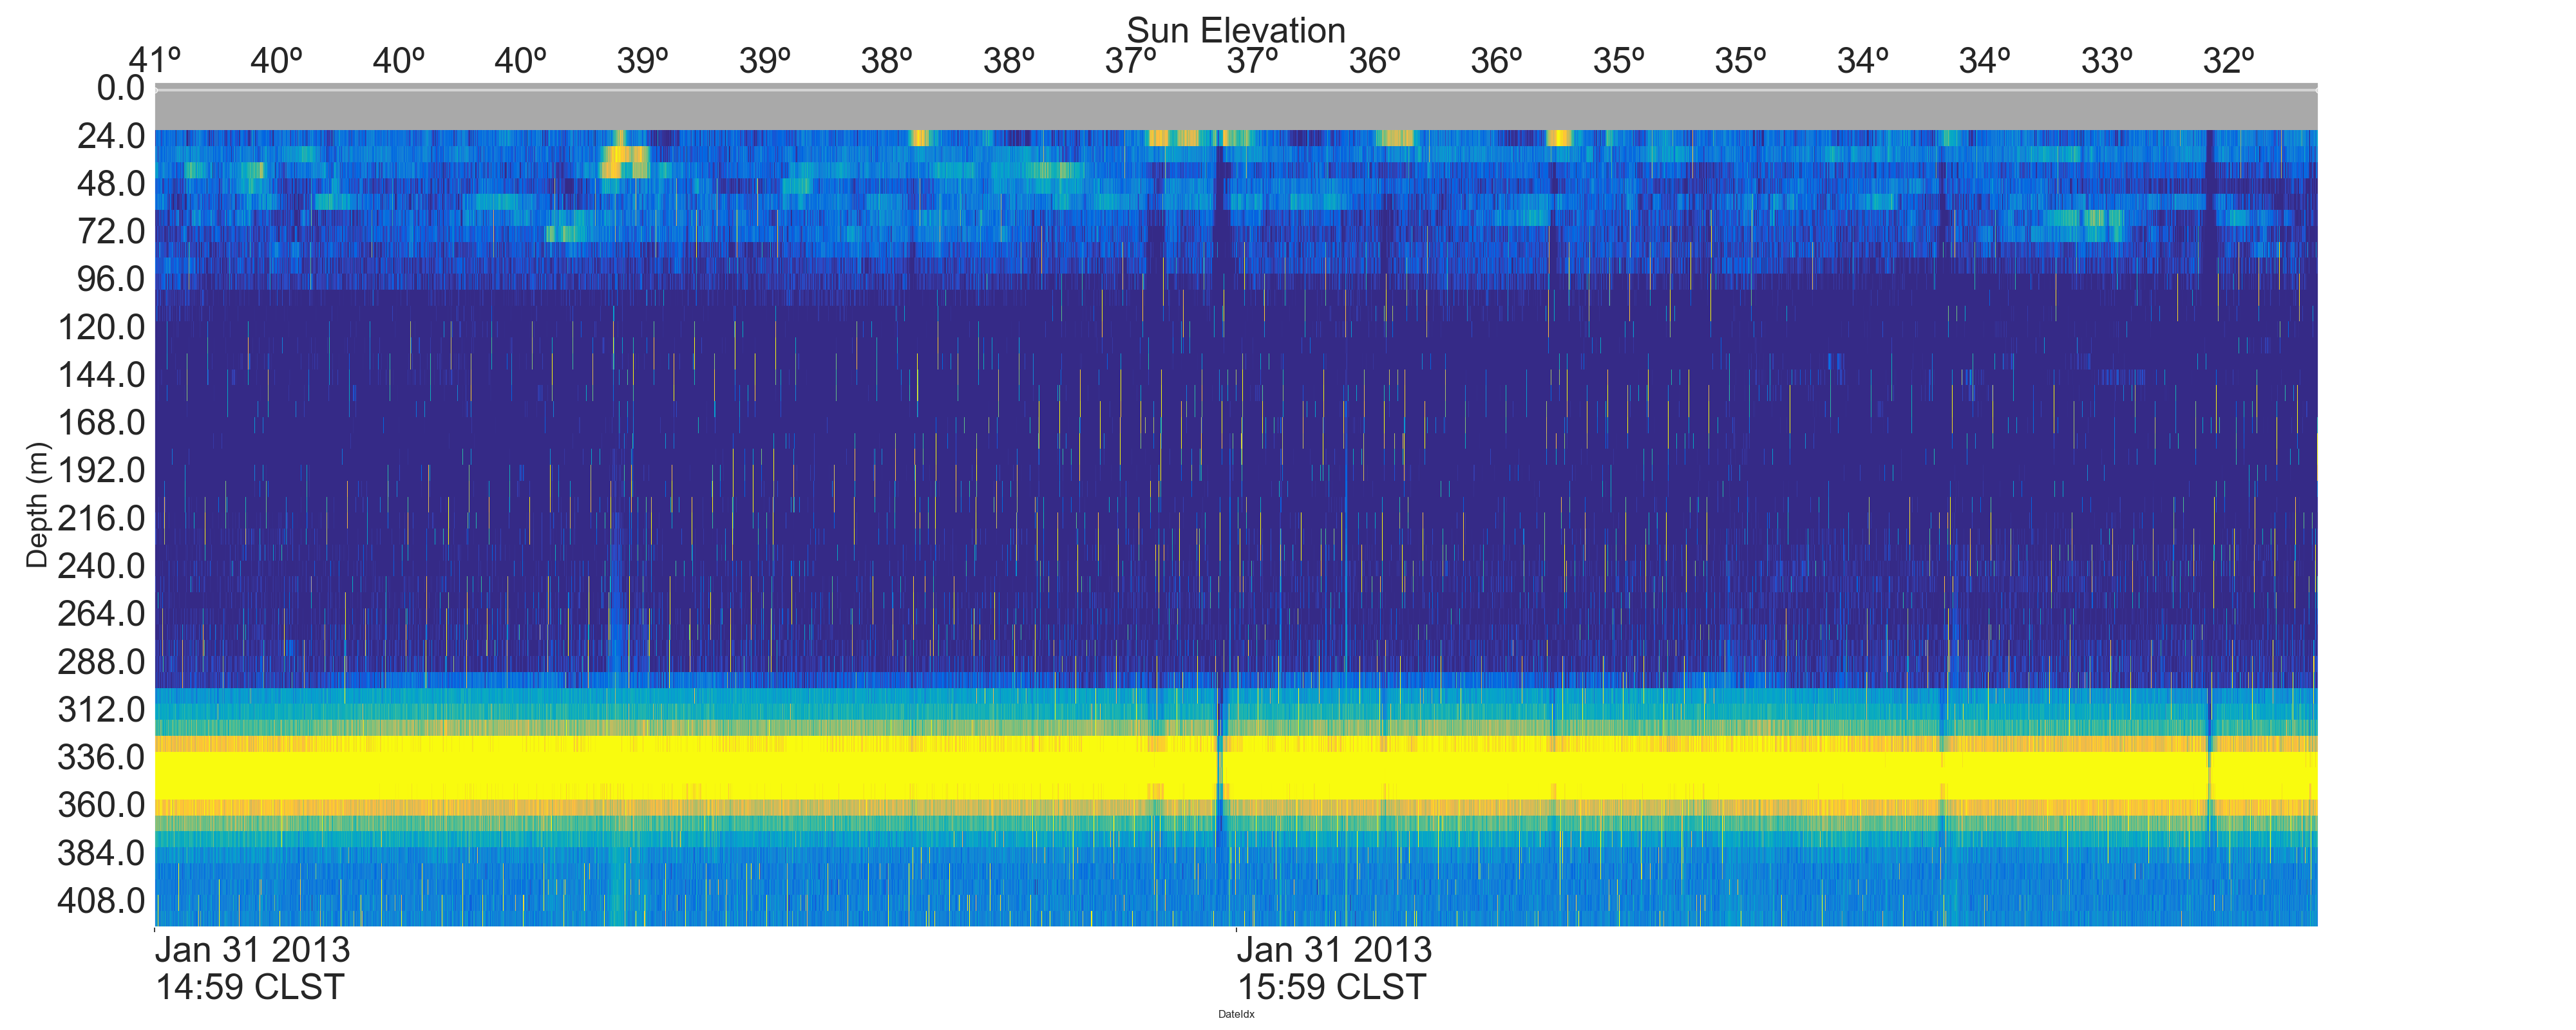 Sun Elevation
41º 40º 40º 40º 39º 39º 38º 38º 37º 37º 36º 36º 35º 35º 34º 34º 33º 32º
0.0
24.0
48.0
72.0
96.0
120.0
144.0
168.0
192.0
216.0
240.0
264.0
288.0
312.0
336.0
360.0
384.0
408.0
Depth (m)
Jan 31 2013
14:59 CLST
Jan 31 2013
15:59 CLST
DateIdx